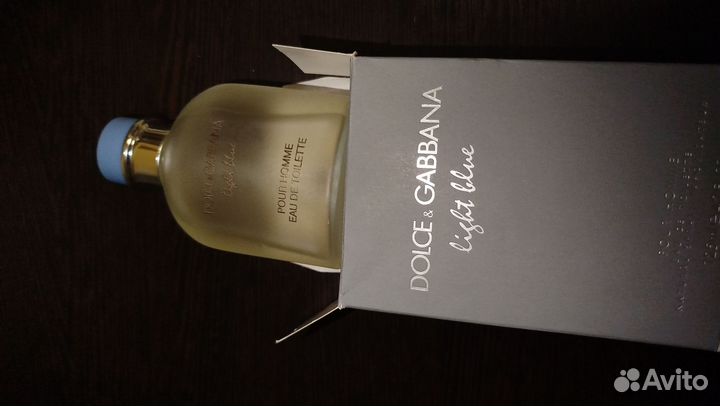 DOLCE & GABBANA
light blue
POUR HOMME
EAU DE TOILETTE
DOLCE & GABBANA
light blue
Avito